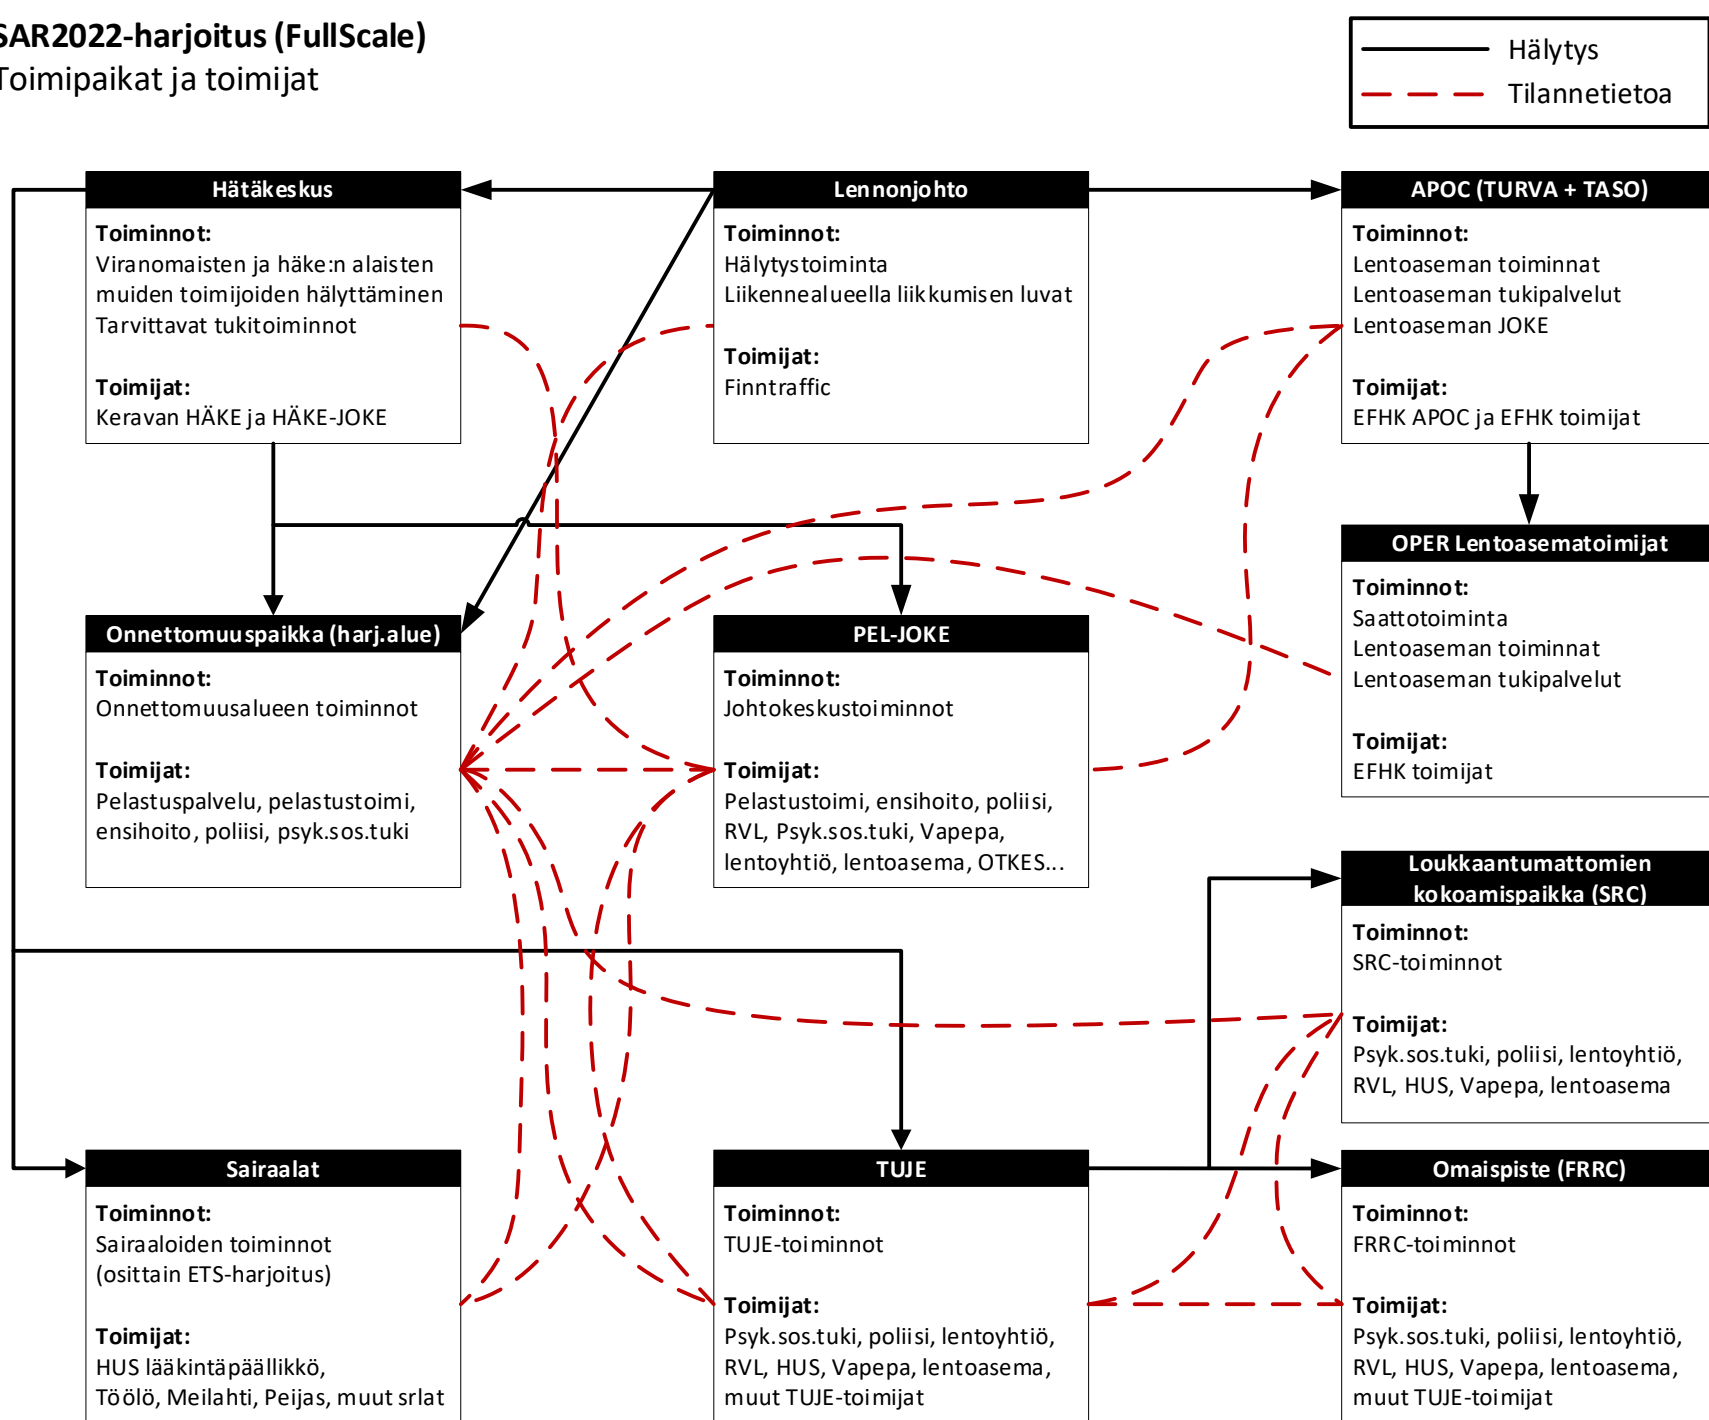 SAR2022-harjoitus (FullScale)
Toimipaikat ja toimijat
Hälytys
Tilannetietoa
Hätäkeskus
Toiminnot:
Viranomaisten ja häke:n alaisten
muiden toimijoiden hälyttäminen
Tarvittavat tukitoiminnot
Toimijat:
Keravan HÄKE ja HÄKE-JOKE
Lennonjohto
Toiminnot:
Hälytystoiminta
Liikennealueella liikkumisen luvat
Toimijat:
Finntraffic
APOC (TURVA + TASO)
Toiminnot:
Lentoaseman toiminnat
Lentoaseman tukipalvelut
Lentoaseman JOKE
Toimijat:
EFHK APOC ja EFHK toimijat
OPER Lentoasematoimijat
Toiminnot:
Saattotoiminta
Lentoaseman toiminnat
Lentoaseman tukipalvelut
Toimijat:
EFHK toimijat
Onnettomuuspaikka (harj.alue)
Toiminnot:
Onnettomuusalueen toiminnot
Toimijat:
Pelastuspalvelu, pelastustoimi,
ensihoito, poliisi, psyk.sos.tuki
PEL-JOKE
Toiminnot:
Johtokeskustoiminnot
Toimijat:
Pelastustoimi, ensihoito, poliisi,
RVL, Psyk.sos.tuki, Vapepa,
lentoyhtiö, lentoasema, OTKES...
Loukkaantumattomien
kokoamispaikka (SRC)
Toiminnot:
SRC-toiminnot
Toimijat:
Psyk.sos.tuki, poliisi, lentoyhtiö,
RVL, HUS, Vapepa, lentoasema
Sairaalat
Toiminnot:
Sairaaloiden toiminnot
(osittain ETS-harjoitus)
Toimijat:
HUS lääkintäpäällikkö,
Töölö, Meilahti, Peijas, muut srlat
TUJE
Toiminnot:
TUJE-toiminnot
Toimijat:
Psyk.sos.tuki, poliisi, lentoyhtiö,
RVL, HUS, Vapepa, lentoasema,
muut TUJE-toimijat
Omaispiste (FRRC)
Toiminnot:
FRRC-toiminnot
Toimijat:
Psyk.sos.tuki, poliisi, lentoyhtiö,
RVL, HUS, Vapepa, lentoasema,
muut TUJE-toimijat